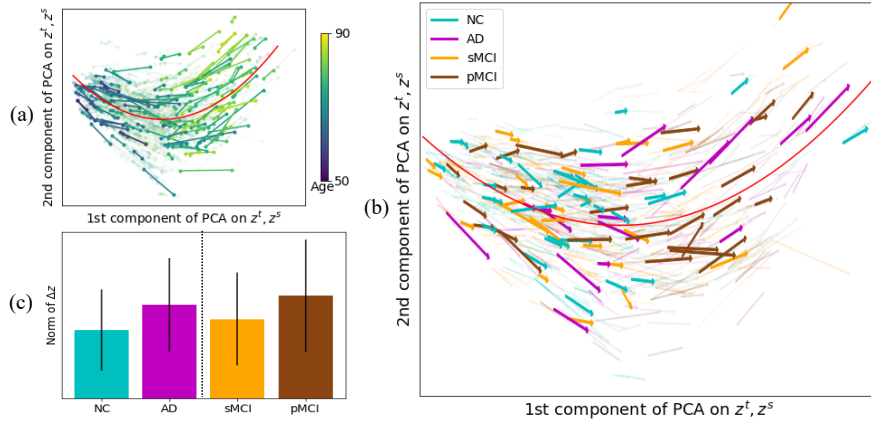 (a)
2nd component of PCA on z^t, z^s
1st component of PCA on z^t, z^s
90
Age
50
(b)
NC
AD
sMCI
pMCI
2nd component of PCA on z^t, z^s
1st component of PCA on z^t, z^s
(c)
Norm of Δz
NC
AD
sMCI
pMCI